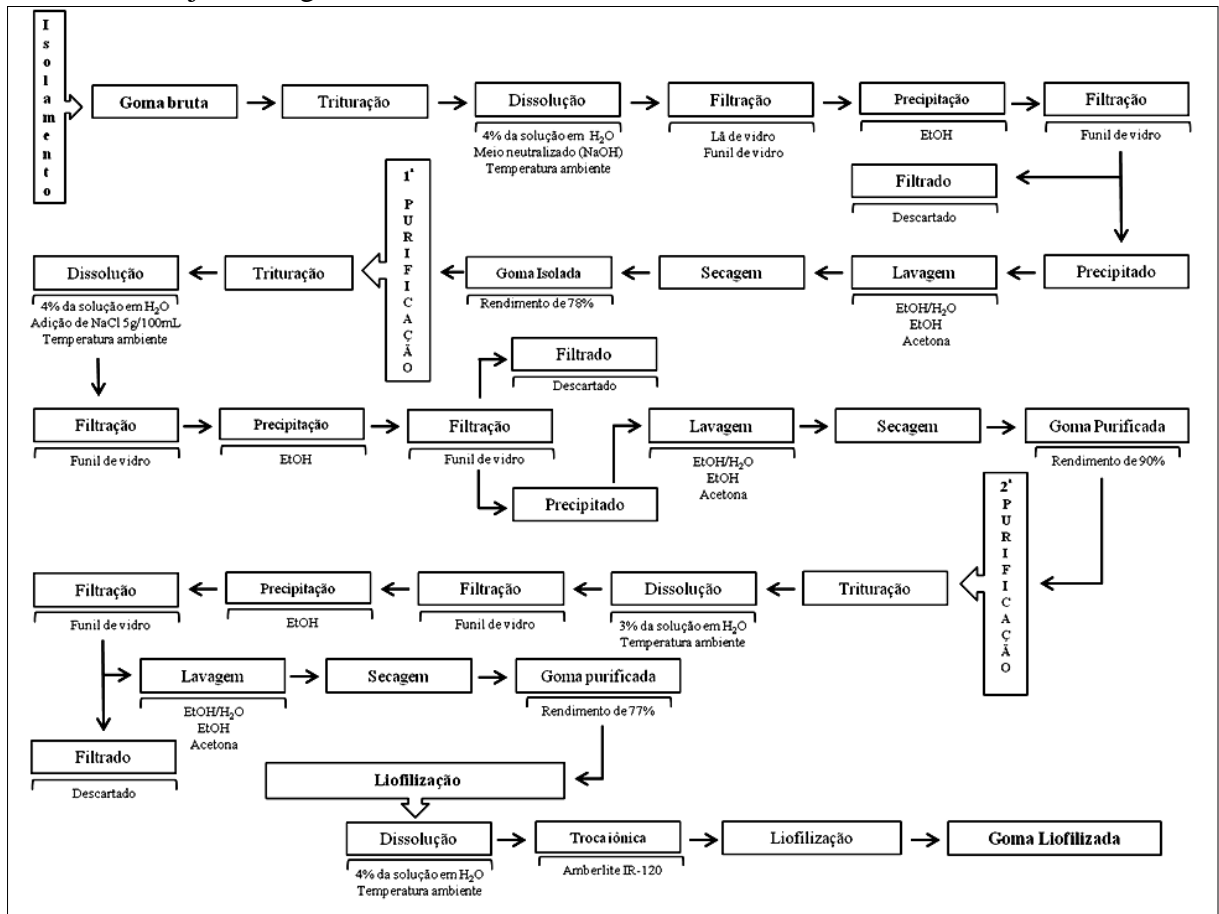 Isolamento
Goma bruta
Trituração
Dissolução
4% da solução em H₂O
Meio neutralizado (NaOH)
Temperatura ambiente
Filtração
Lã de vidro
Funil de vidro
Precipitação
EtOH
Filtração
Funil de vidro
Filtrado
Descartado
Precipitado
Lavagem
EtOH/H₂O
EtOH
Acetona
Secagem
Goma Isolada
Rendimento de 78%
1ª PURIFICAÇÃO
Trituração
Dissolução
4% da solução em H₂O
Adição de NaCl 5g/100mL
Temperatura ambiente
Filtração
Funil de vidro
Precipitação
EtOH
Filtração
Funil de vidro
Filtrado
Descartado
Precipitado
Lavagem
EtOH/H₂O
EtOH
Acetona
Secagem
Goma Purificada
Rendimento de 90%
2ª PURIFICAÇÃO
Trituração
Dissolução
3% da solução em H₂O
Temperatura ambiente
Filtração
Funil de vidro
Precipitação
EtOH
Filtração
Funil de vidro
Filtrado
Descartado
Lavagem
EtOH/H₂O
EtOH
Acetona
Secagem
Goma purificada
Rendimento de 77%
Liofilização
Dissolução
4% da solução em H₂O
Temperatura ambiente
Troca iônica
Amberlite IR-120
Liofilização
Goma Liofilizada